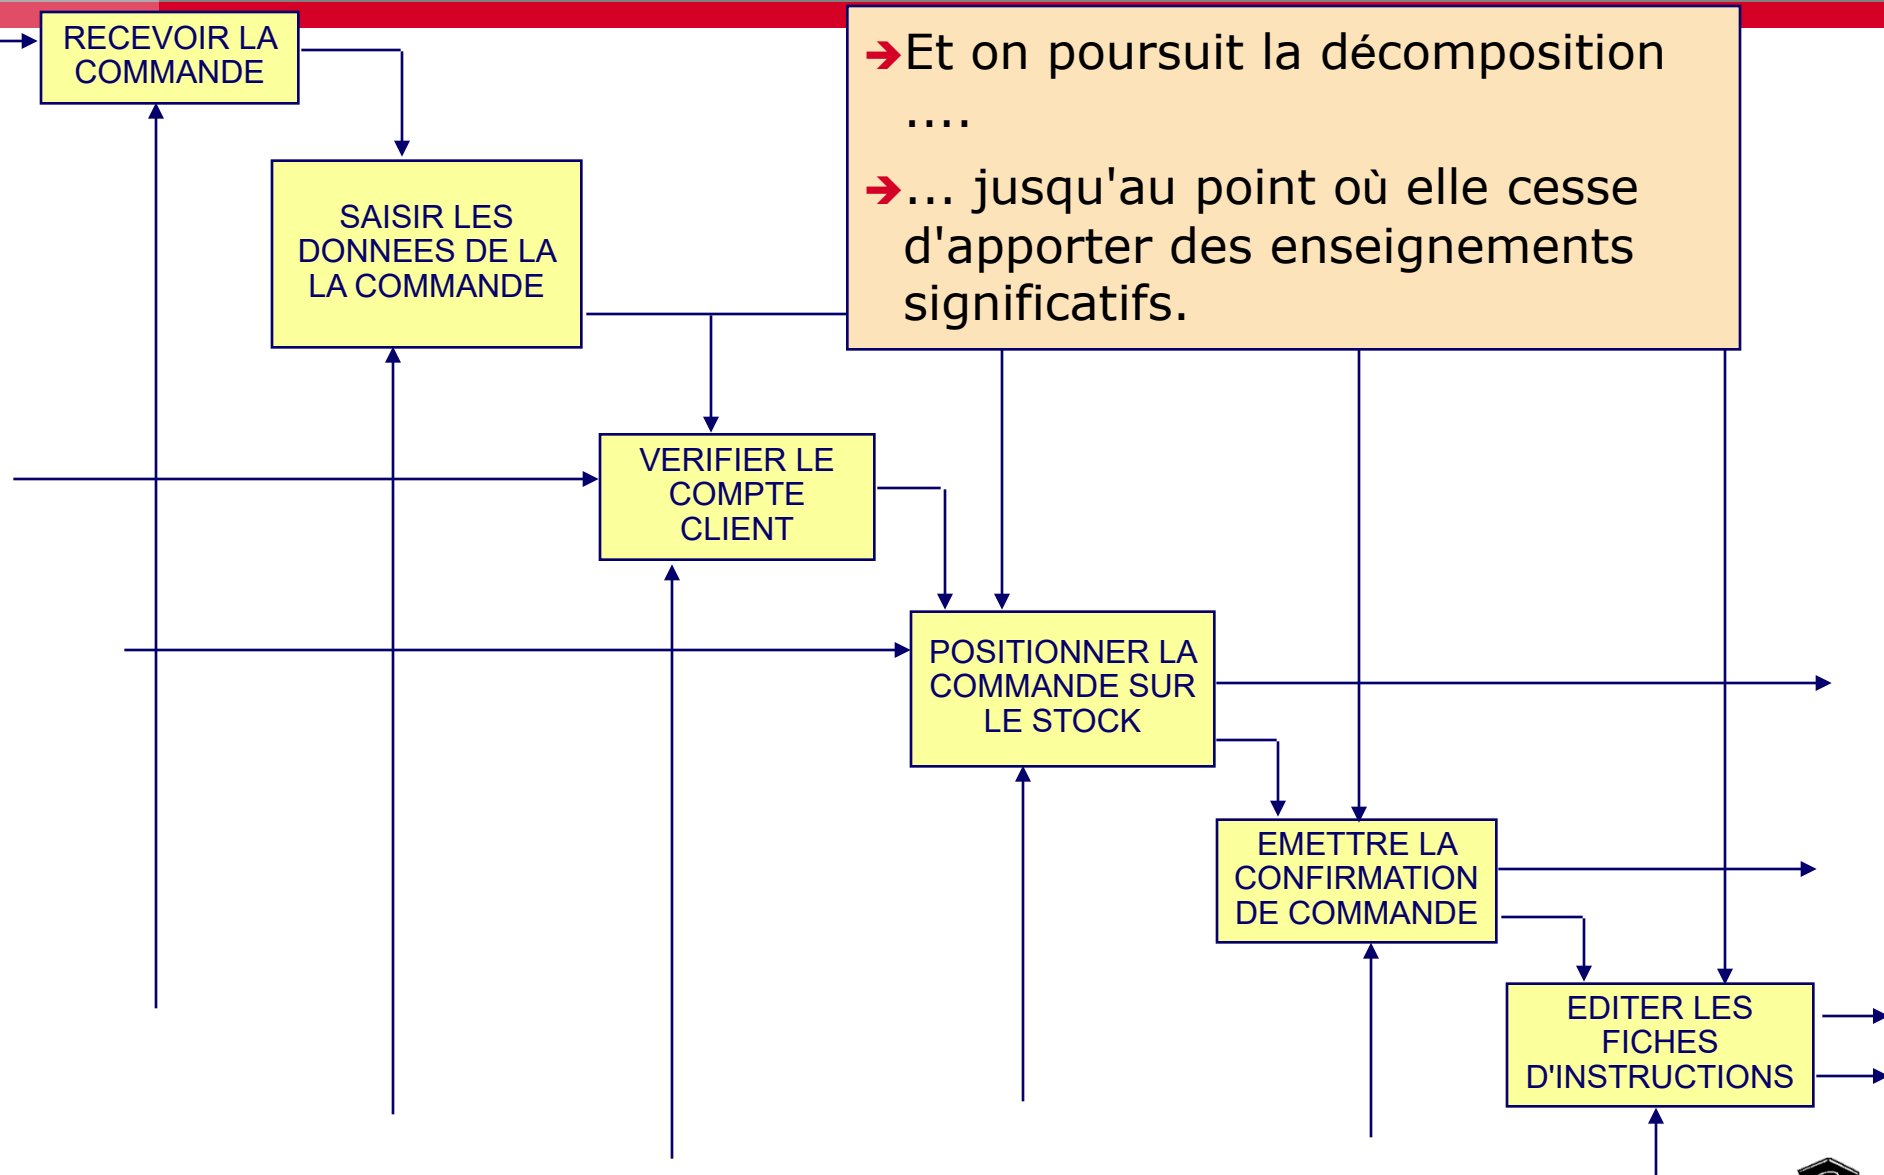 RECEVOIR LA
COMMANDE
➔Et on poursuit la décomposition
....
➔... jusqu'au point où elle cesse
d'apporter des enseignements
significatifs.
SAISIR LES
DONNEES DE LA
LA COMMANDE
VERIFIER LE
COMPTE
CLIENT
POSITIONNER LA
COMMANDE SUR
LE STOCK
EMETTRE LA
CONFIRMATION
DE COMMANDE
EDITER LES
FICHES
D'INSTRUCTIONS